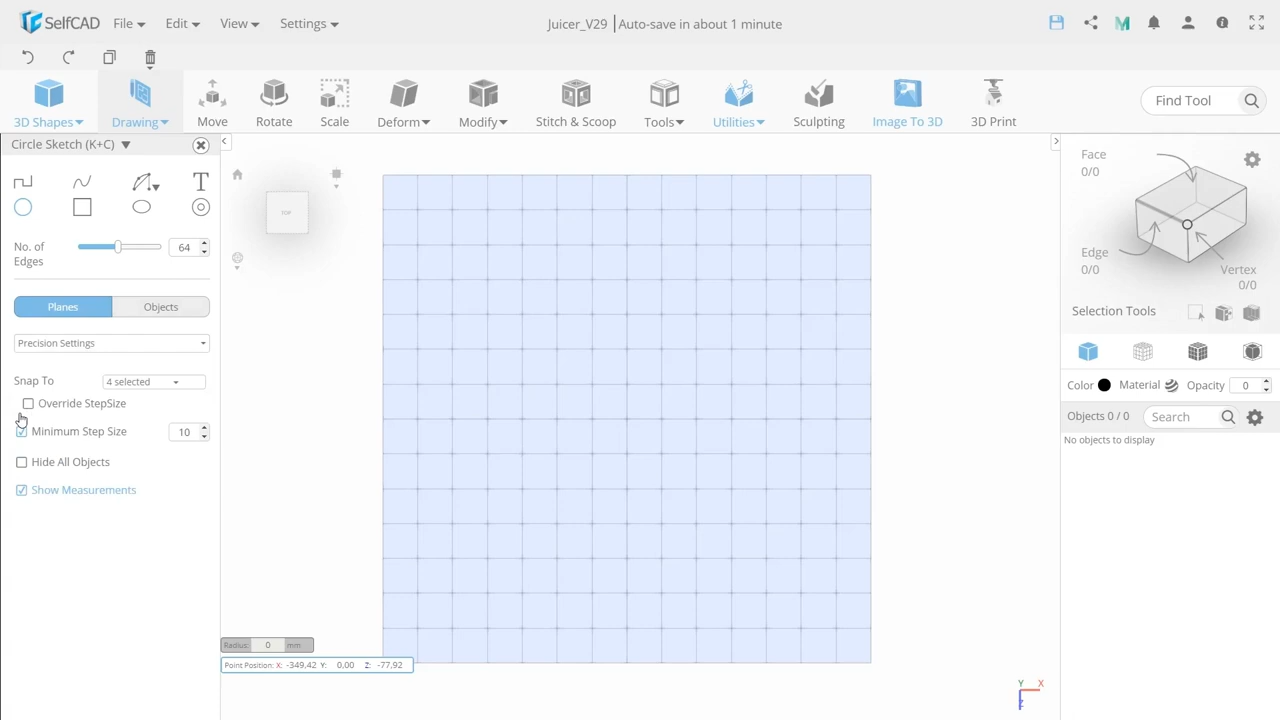 SelfCAD File Edit View Settings Juicer_V29 Auto-save in about 1 minute
3D Shapes Drawing Move Rotate Scale Deform Modify Stitch & Scoop Tools Utilities Sculpting Image To 3D 3D Print Find Tool
Circle Sketch (K+C)
T
No. of
Edges
64
Planes Objects
Precision Settings
Snap To 4 selected
Override StepSize
Minimum Step Size 10
Hide All Objects
Show Measurements
TOP
Radius: 0 mm
Point Position: X: -349,42 Y: 0,00 Z: -77,92
Y X
Z
Face
0/0
Edge
0/0
Vertex
0/0
Selection Tools
Color Material Opacity 0
Objects 0 / 0 Search
No objects to display